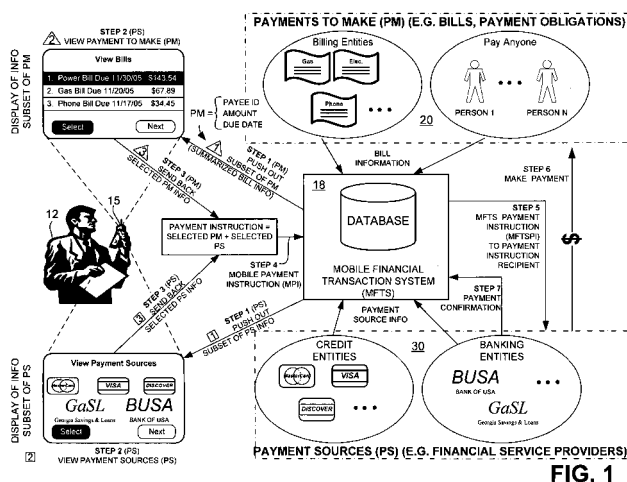 STEP 2 (PS)
2 VIEW PAYMENT TO MAKE (PM)
DISPLAY OF INFO
SUBSET OF PM
View Bills
1. Power Bill Due 11/30/05 $143.54
2. Gas Bill Due 11/20/05 $67.89
3. Phone Bill Due 11/17/05 $34.45
Select
Next
PM =
PAYEE ID
AMOUNT
DUE DATE
PAYMENTS TO MAKE (PM) (E.G. BILLS, PAYMENT OBLIGATIONS)
Billing Entities
Gas
Elec.
Phone
Pay Anyone
PERSON 1
PERSON N
20
BILL
INFORMATION
1
STEP 1 (PM)
PUSH OUT
SUBSET OF PM
(SUMMARIZED BILL INFO)
3
STEP 3 (PM)
SEND BACK
SELECTED PM INFO
12
15
PAYMENT INSTRUCTION =
SELECTED PM + SELECTED
PS
STEP 4
MOBILE PAYMENT
INSTRUCTION (MPI)
18
DATABASE
MOBILE FINANCIAL
TRANSACTION SYSTEM
(MFTS)
STEP 6
MAKE PAYMENT
$
STEP 5
MFTS PAYMENT
INSTRUCTION
(MFTSPI)
TO PAYMENT
INSTRUCTION
RECIPIENT
STEP 7
PAYMENT
CONFIRMATION
PAYMENT
SOURCE INFO
3
STEP 3 (PS)
SEND BACK
SELECTED PS INFO
1
STEP 1 (PS)
PUSH OUT
SUBSET OF PS INFO
DISPLAY OF INFO
SUBSET OF PS
View Payment Sources
MasterCard
VISA
DISCOVER
GaSL
Georgia Savings & Loans
BUSA
BANK OF USA
Select
Next
2
STEP 2 (PS)
VIEW PAYMENT SOURCES (PS)
CREDIT
ENTITIES
MasterCard
VISA
DISCOVER
30
BANKING
ENTITIES
BUSA
BANK OF USA
GaSL
Georgia Savings & Loans
PAYMENT SOURCES (PS) (E.G. FINANCIAL SERVICE PROVIDERS)
FIG. 1